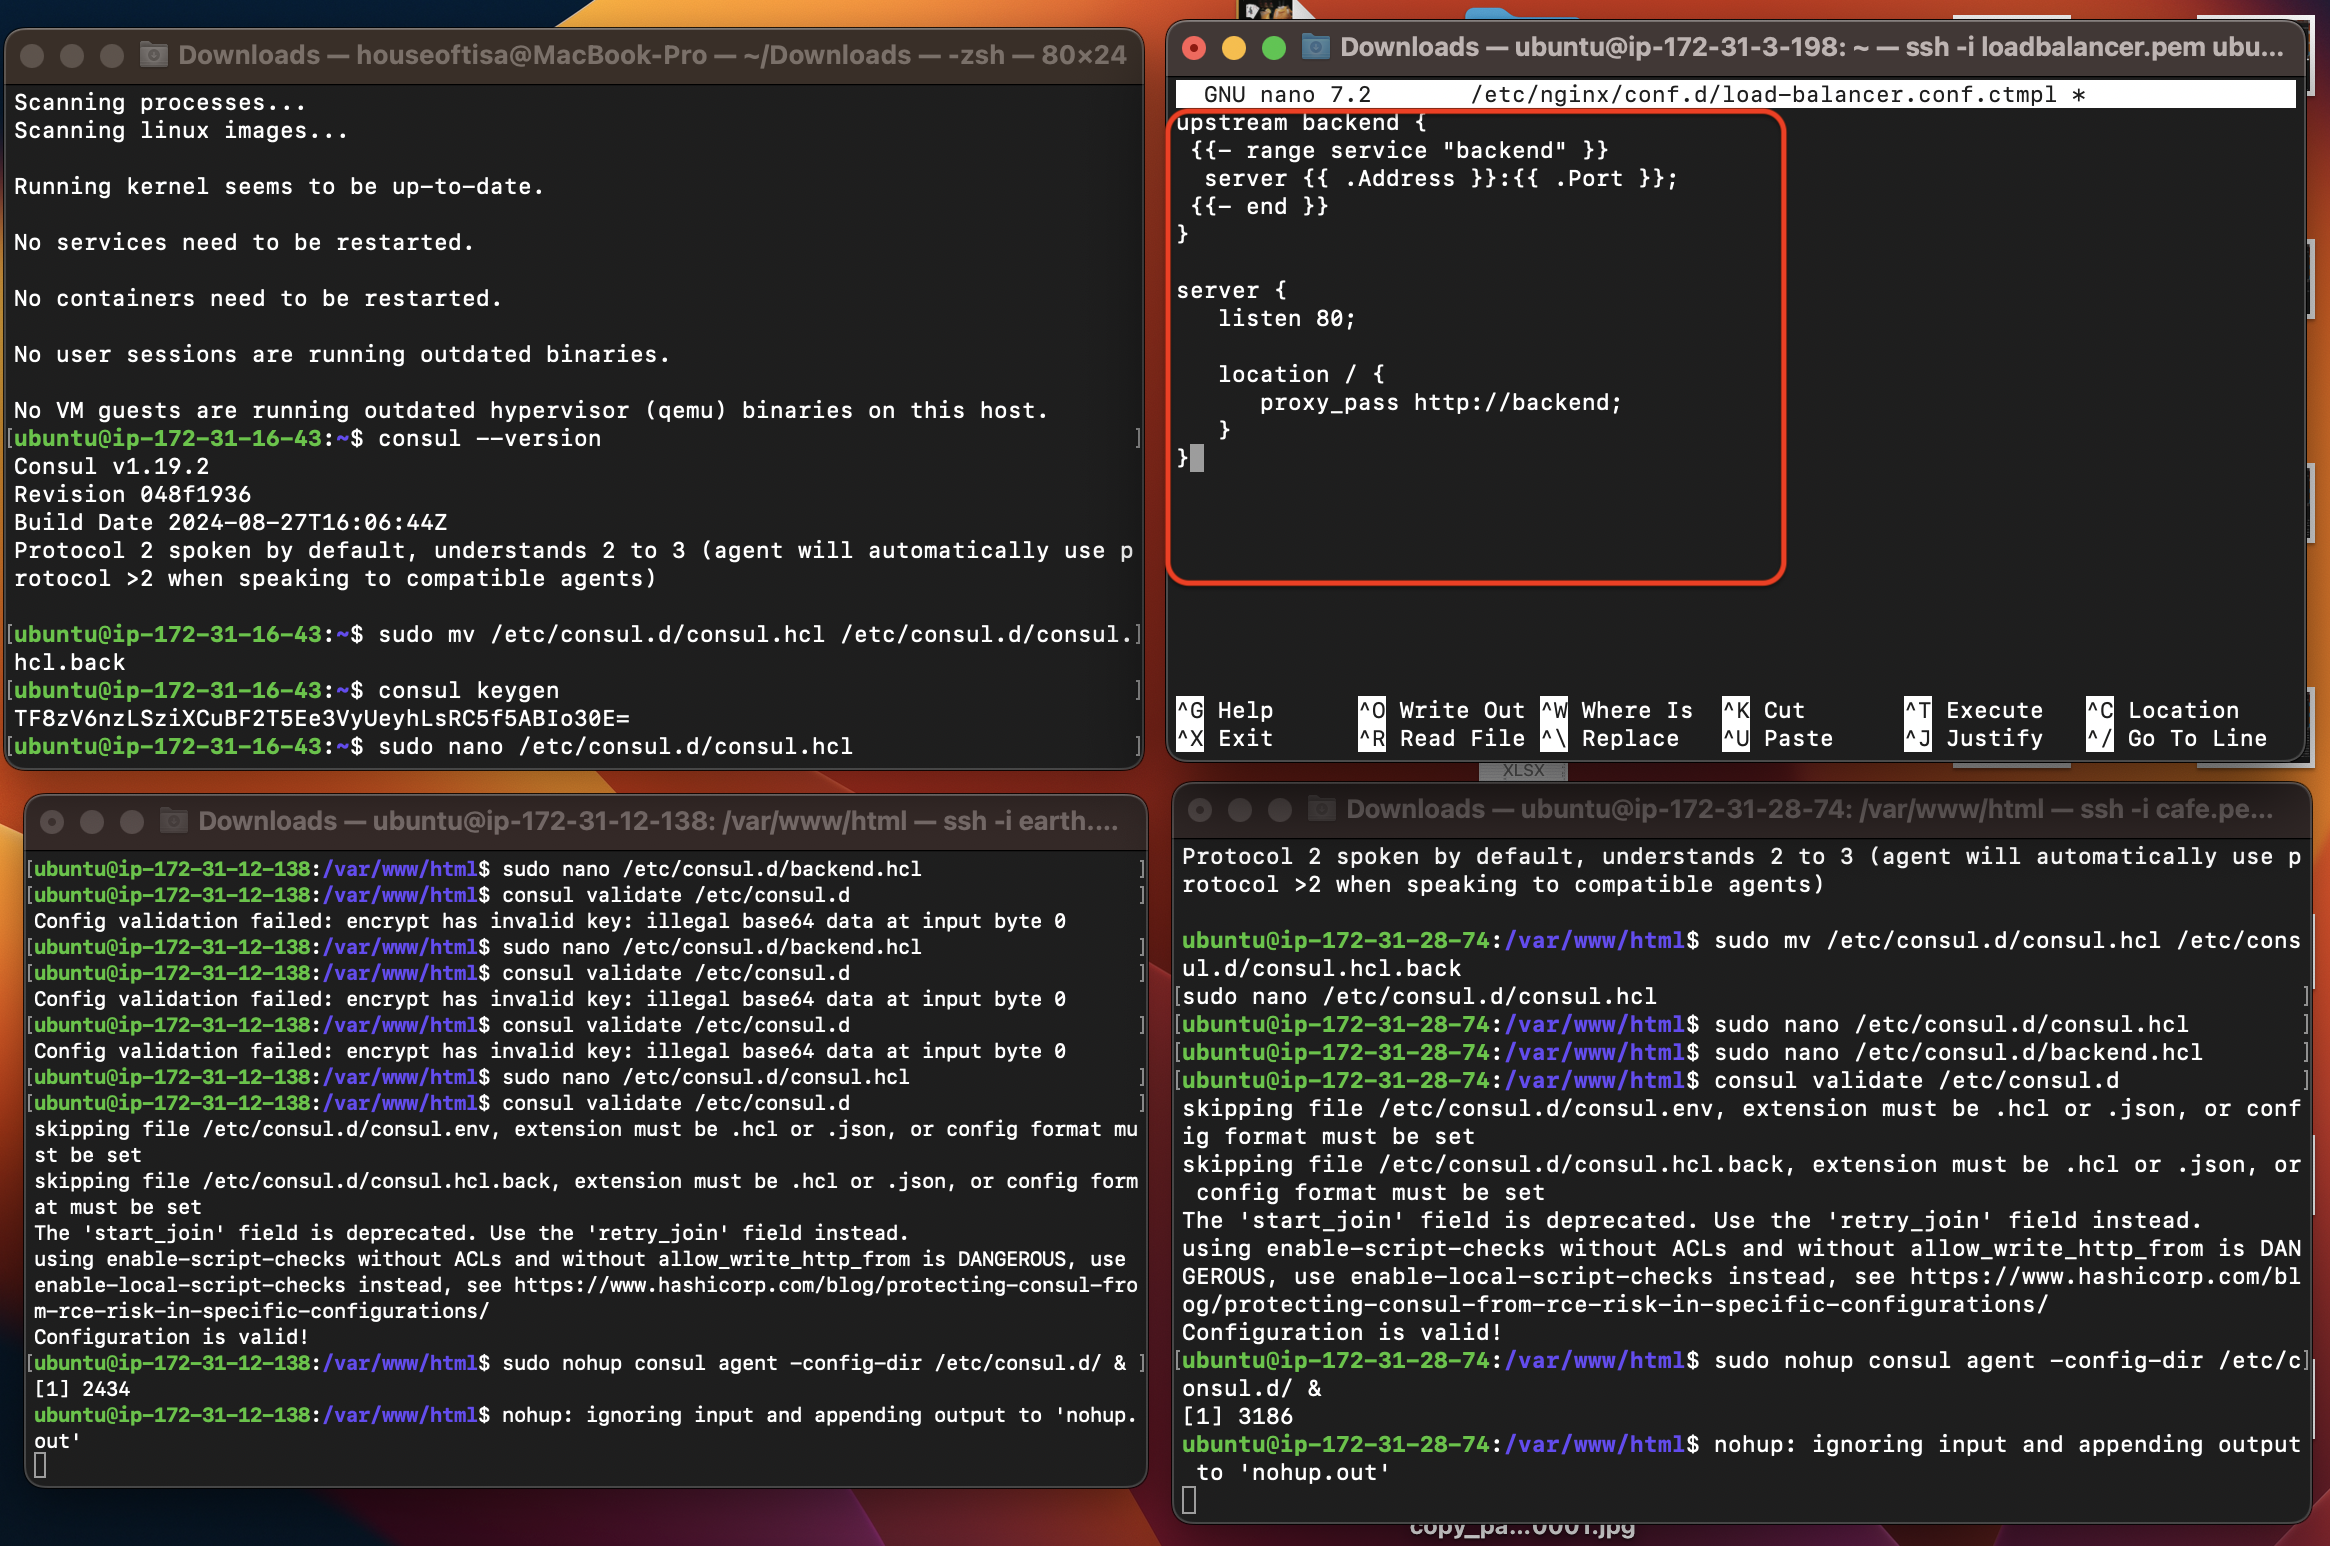 Downloads — houseoftisa@MacBook-Pro — ~/Downloads — -zsh — 80×24
Scanning processes...
Scanning linux images...
Running kernel seems to be up-to-date.
No services need to be restarted.
No containers need to be restarted.
No user sessions are running outdated binaries.
No VM guests are running outdated hypervisor (qemu) binaries on this host.
[ubuntu@ip-172-31-16-43:~$ consul --version ]
Consul v1.19.2
Revision 048f1936
Build Date 2024-08-27T16:06:44Z
Protocol 2 spoken by default, understands 2 to 3 (agent will automatically use p
rotocol >2 when speaking to compatible agents)
[ubuntu@ip-172-31-16-43:~$ sudo mv /etc/consul.d/consul.hcl /etc/consul.d/consul.]
hcl.back
[ubuntu@ip-172-31-16-43:~$ consul keygen ]
TF8zV6nzLSziXCuBF2T5Ee3VyUeyhLsRC5f5ABIo30E=
[ubuntu@ip-172-31-16-43:~$ sudo nano /etc/consul.d/consul.hcl ]
Downloads — ubuntu@ip-172-31-3-198: ~ — ssh -i loadbalancer.pem ubu...
GNU nano 7.2 /etc/nginx/conf.d/load-balancer.conf.ctmpl *
upstream backend {
{{- range service "backend" }}
server {{ .Address }}:{{ .Port }};
{{- end }}
}
server {
listen 80;
location / {
proxy_pass http://backend;
}
}
^G Help ^O Write Out ^W Where Is ^K Cut ^T Execute ^C Location
^X Exit ^R Read File ^\ Replace ^U Paste ^J Justify ^/ Go To Line
XLSX
Downloads — ubuntu@ip-172-31-12-138: /var/www/html — ssh -i earth....
[ubuntu@ip-172-31-12-138:/var/www/html$ sudo nano /etc/consul.d/backend.hcl ]
[ubuntu@ip-172-31-12-138:/var/www/html$ consul validate /etc/consul.d ]
Config validation failed: encrypt has invalid key: illegal base64 data at input byte 0
[ubuntu@ip-172-31-12-138:/var/www/html$ sudo nano /etc/consul.d/backend.hcl ]
[ubuntu@ip-172-31-12-138:/var/www/html$ consul validate /etc/consul.d ]
Config validation failed: encrypt has invalid key: illegal base64 data at input byte 0
[ubuntu@ip-172-31-12-138:/var/www/html$ consul validate /etc/consul.d ]
Config validation failed: encrypt has invalid key: illegal base64 data at input byte 0
[ubuntu@ip-172-31-12-138:/var/www/html$ sudo nano /etc/consul.d/consul.hcl ]
[ubuntu@ip-172-31-12-138:/var/www/html$ consul validate /etc/consul.d ]
skipping file /etc/consul.d/consul.env, extension must be .hcl or .json, or config format mu
st be set
skipping file /etc/consul.d/consul.hcl.back, extension must be .hcl or .json, or config form
at must be set
The 'start_join' field is deprecated. Use the 'retry_join' field instead.
using enable-script-checks without ACLs and without allow_write_http_from is DANGEROUS, use
enable-local-script-checks instead, see https://www.hashicorp.com/blog/protecting-consul-fro
m-rce-risk-in-specific-configurations/
Configuration is valid!
[ubuntu@ip-172-31-12-138:/var/www/html$ sudo nohup consul agent -config-dir /etc/consul.d/ & ]
[1] 2434
ubuntu@ip-172-31-12-138:/var/www/html$ nohup: ignoring input and appending output to 'nohup.
out'
Downloads — ubuntu@ip-172-31-28-74: /var/www/html — ssh -i cafe.pe...
Protocol 2 spoken by default, understands 2 to 3 (agent will automatically use p
rotocol >2 when speaking to compatible agents)
ubuntu@ip-172-31-28-74:/var/www/html$ sudo mv /etc/consul.d/consul.hcl /etc/cons
ul.d/consul.hcl.back
[sudo nano /etc/consul.d/consul.hcl ]
[ubuntu@ip-172-31-28-74:/var/www/html$ sudo nano /etc/consul.d/consul.hcl ]
[ubuntu@ip-172-31-28-74:/var/www/html$ sudo nano /etc/consul.d/backend.hcl ]
[ubuntu@ip-172-31-28-74:/var/www/html$ consul validate /etc/consul.d ]
skipping file /etc/consul.d/consul.env, extension must be .hcl or .json, or conf
ig format must be set
skipping file /etc/consul.d/consul.hcl.back, extension must be .hcl or .json, or
config format must be set
The 'start_join' field is deprecated. Use the 'retry_join' field instead.
using enable-script-checks without ACLs and without allow_write_http_from is DAN
GEROUS, use enable-local-script-checks instead, see https://www.hashicorp.com/bl
og/protecting-consul-from-rce-risk-in-specific-configurations/
Configuration is valid!
[ubuntu@ip-172-31-28-74:/var/www/html$ sudo nohup consul agent -config-dir /etc/c]
onsul.d/ &
[1] 3186
ubuntu@ip-172-31-28-74:/var/www/html$ nohup: ignoring input and appending output
to 'nohup.out'
copy_pa...0001.jpg